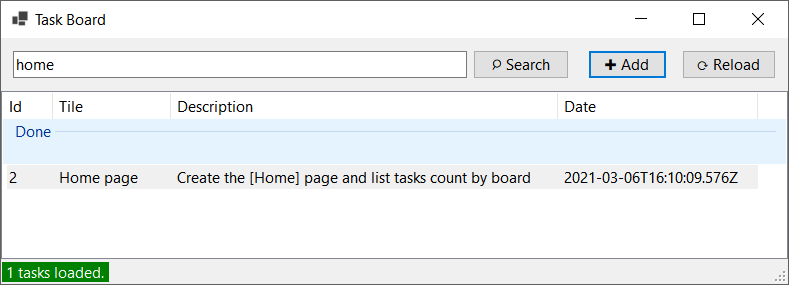 Task Board
home
Search
Add
Reload
Id Tile Description Date
Done
2 Home page Create the [Home] page and list tasks count by board 2021-03-06T16:10:09.576Z
1 tasks loaded.